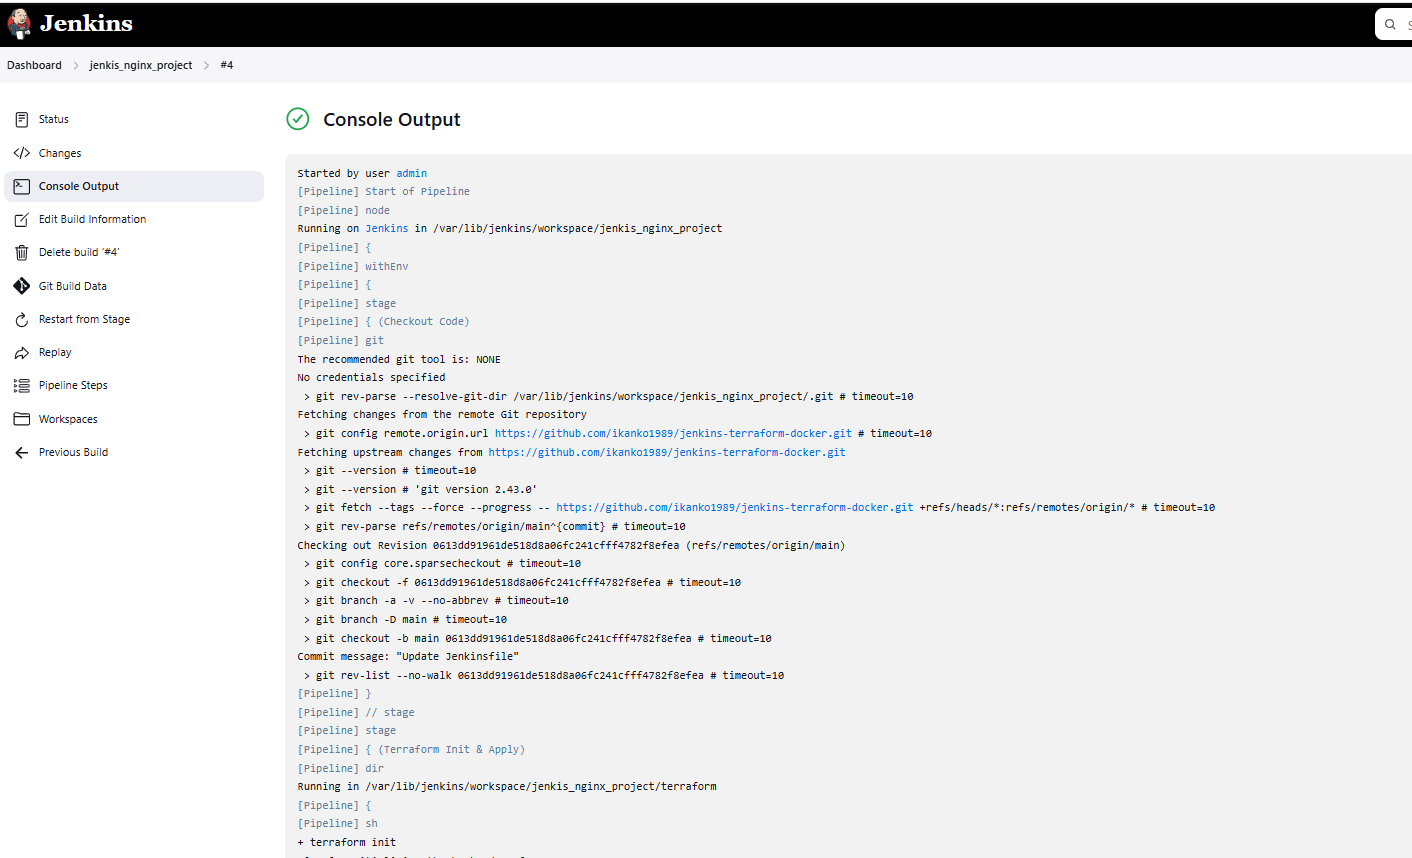 Jenkins
Dashboard > jenkis_nginx_project > #4
Status
Changes
Console Output
Edit Build Information
Delete build ‘#4’
Git Build Data
Restart from Stage
Replay
Pipeline Steps
Workspaces
Previous Build
Console Output
Started by user admin
[Pipeline] Start of Pipeline
[Pipeline] node
Running on Jenkins in /var/lib/jenkins/workspace/jenkis_nginx_project
[Pipeline] {
[Pipeline] withEnv
[Pipeline] {
[Pipeline] stage
[Pipeline] { (Checkout Code)
[Pipeline] git
The recommended git tool is: NONE
No credentials specified
> git rev-parse --resolve-git-dir /var/lib/jenkins/workspace/jenkis_nginx_project/.git # timeout=10
Fetching changes from the remote Git repository
> git config remote.origin.url https://github.com/ikanko1989/jenkins-terraform-docker.git # timeout=10
Fetching upstream changes from https://github.com/ikanko1989/jenkins-terraform-docker.git
> git --version # timeout=10
> git --version # 'git version 2.43.0'
> git fetch --tags --force --progress -- https://github.com/ikanko1989/jenkins-terraform-docker.git +refs/heads/*:refs/remotes/origin/* # timeout=10
> git rev-parse refs/remotes/origin/main^{commit} # timeout=10
Checking out Revision 0613dd91961de518d8a06fc241cfff4782f8efea (refs/remotes/origin/main)
> git config core.sparsecheckout # timeout=10
> git checkout -f 0613dd91961de518d8a06fc241cfff4782f8efea # timeout=10
> git branch -a -v --no-abbrev # timeout=10
> git branch -D main # timeout=10
> git checkout -b main 0613dd91961de518d8a06fc241cfff4782f8efea # timeout=10
Commit message: "Update Jenkinsfile"
> git rev-list --no-walk 0613dd91961de518d8a06fc241cfff4782f8efea # timeout=10
[Pipeline] }
[Pipeline] // stage
[Pipeline] stage
[Pipeline] { (Terraform Init & Apply)
[Pipeline] dir
Running in /var/lib/jenkins/workspace/jenkis_nginx_project/terraform
[Pipeline] {
[Pipeline] sh
+ terraform init